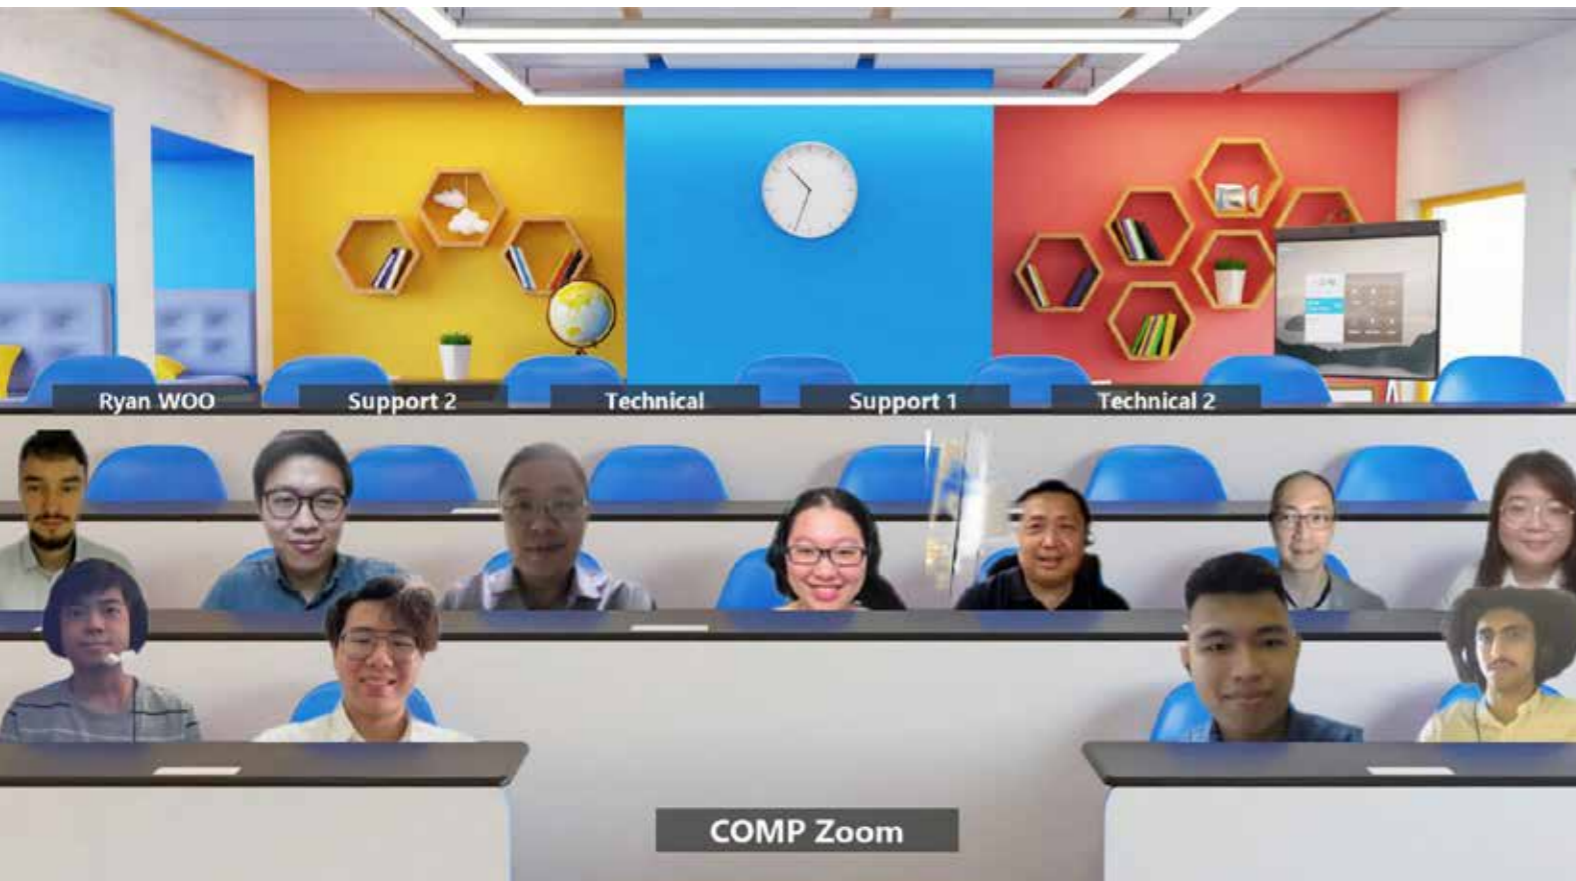 Ryan WOO
Support 2
Technical
Support 1
Technical 2
COMP Zoom